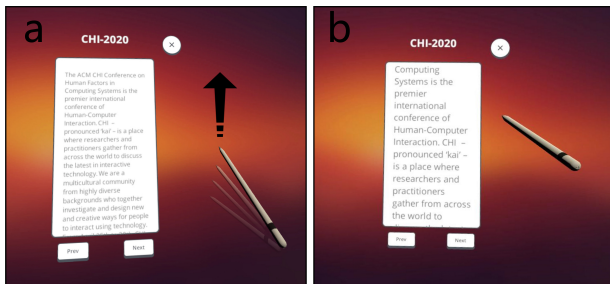 a
CHI-2020
×
The ACM CHI Conference on
Human Factors in
Computing Systems is the
premier international
conference of
Human-Computer
Interaction. CHI –
pronounced 'kai' – is a place
where researchers and
practitioners gather from
across the world to discuss
the latest in interactive
technology. We are a
multicultural community
from highly diverse
backgrounds who together
investigate and design new
and creative ways for people
to interact using technology.
Prev
Next
b
CHI-2020
×
Computing
Systems is the
premier
international
conference of
Human-Computer
Interaction. CHI –
pronounced 'kai' –
is a place where
researchers and
practitioners
gather from across
the world to
Prev
Next